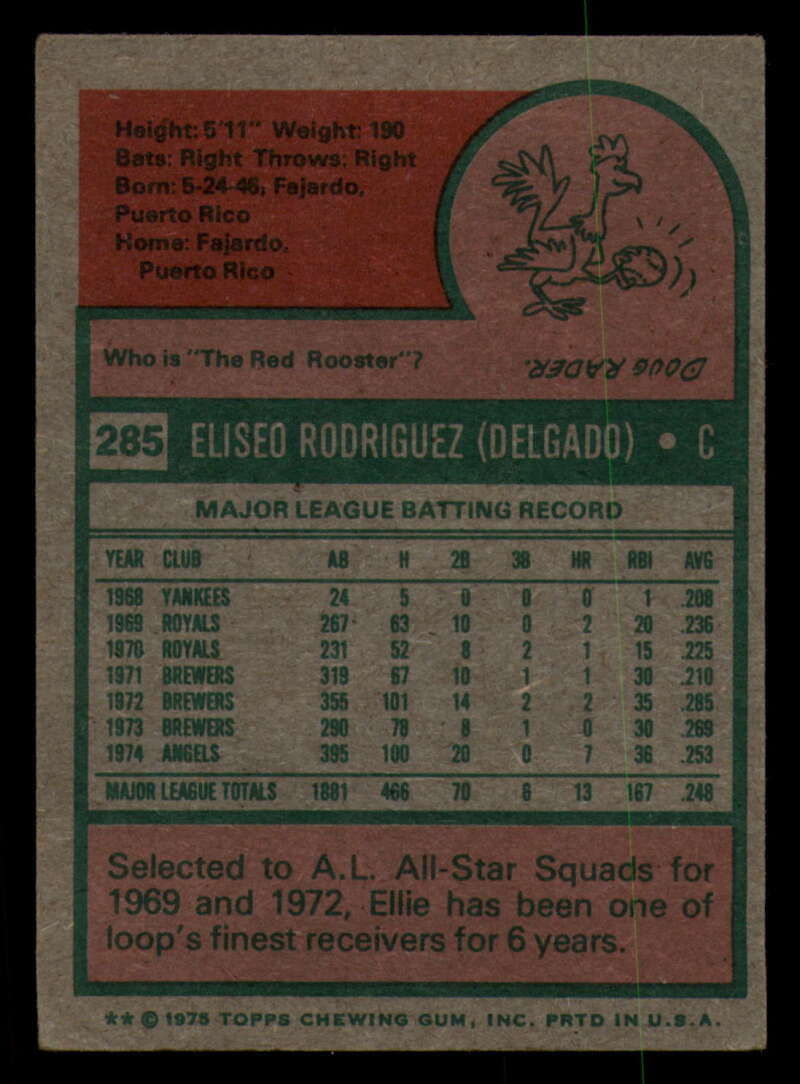 Height: 5'11" Weight: 190
Bats: Right Throws: Right
Born: 5-24-46, Fajardo,
Puerto Rico
Home: Fajardo,
Puerto Rico
Who is "The Red Rooster"?
DOUG RADER.
285 ELISEO RODRIGUEZ (DELGADO) • C
MAJOR LEAGUE BATTING RECORD
YEAR CLUB AB H 2B 3B HR RBI AVG
1968 YANKEES 24 5 0 0 0 1 .208
1969 ROYALS 267 63 10 0 2 20 .236
1970 ROYALS 231 52 8 2 1 15 .225
1971 BREWERS 319 67 10 1 1 30 .210
1972 BREWERS 355 101 14 2 2 35 .285
1973 BREWERS 290 78 8 1 0 30 .269
1974 ANGELS 395 100 20 0 7 36 .253
MAJOR LEAGUE TOTALS 1881 466 70 6 13 167 .248
Selected to A.L. All-Star Squads for
1969 and 1972, Ellie has been one of
loop's finest receivers for 6 years.
** © 1975 TOPPS CHEWING GUM, INC. PRTD IN U.S.A.